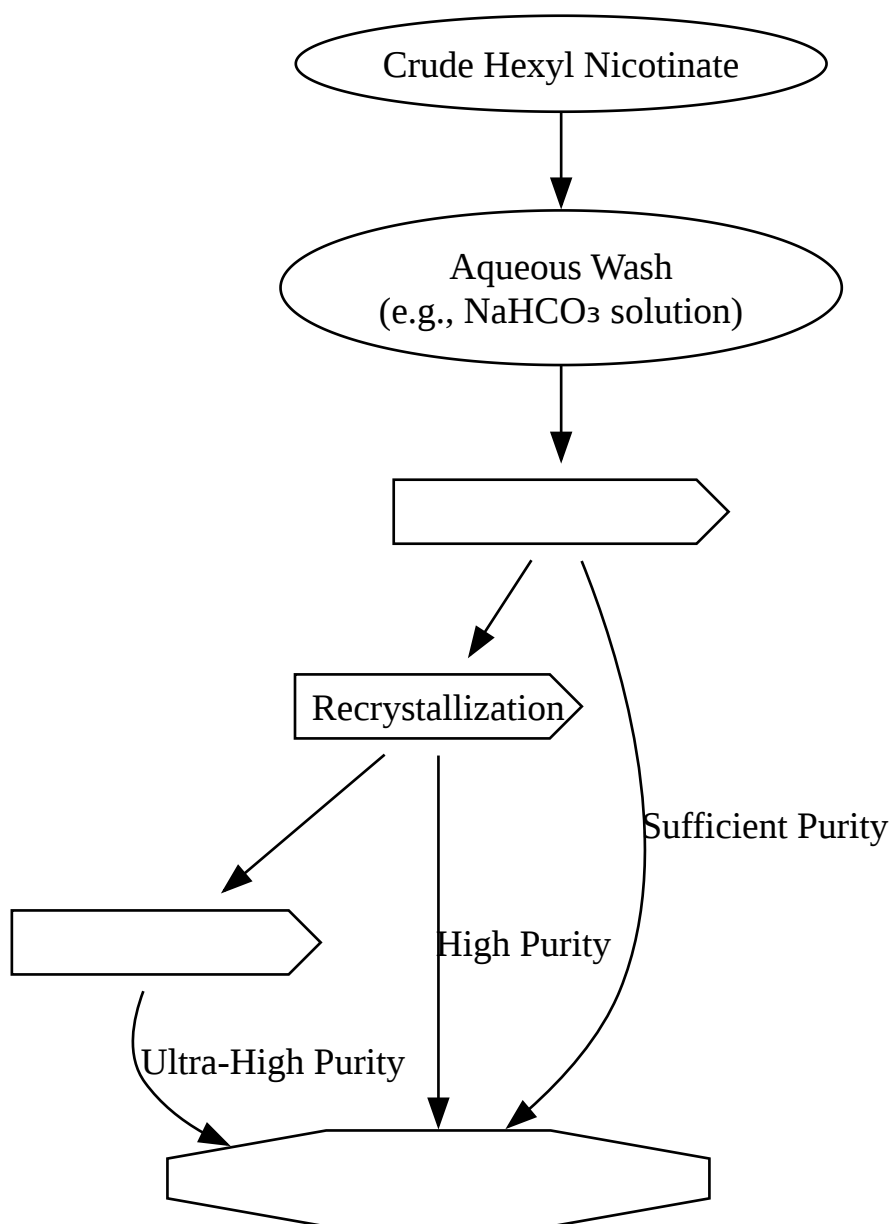 Crude Hexyl Nicotinate
Aqueous Wash
(e.g., NaHCO₃ solution)
Recrystallization
Sufficient Purity
High Purity
Ultra-High Purity